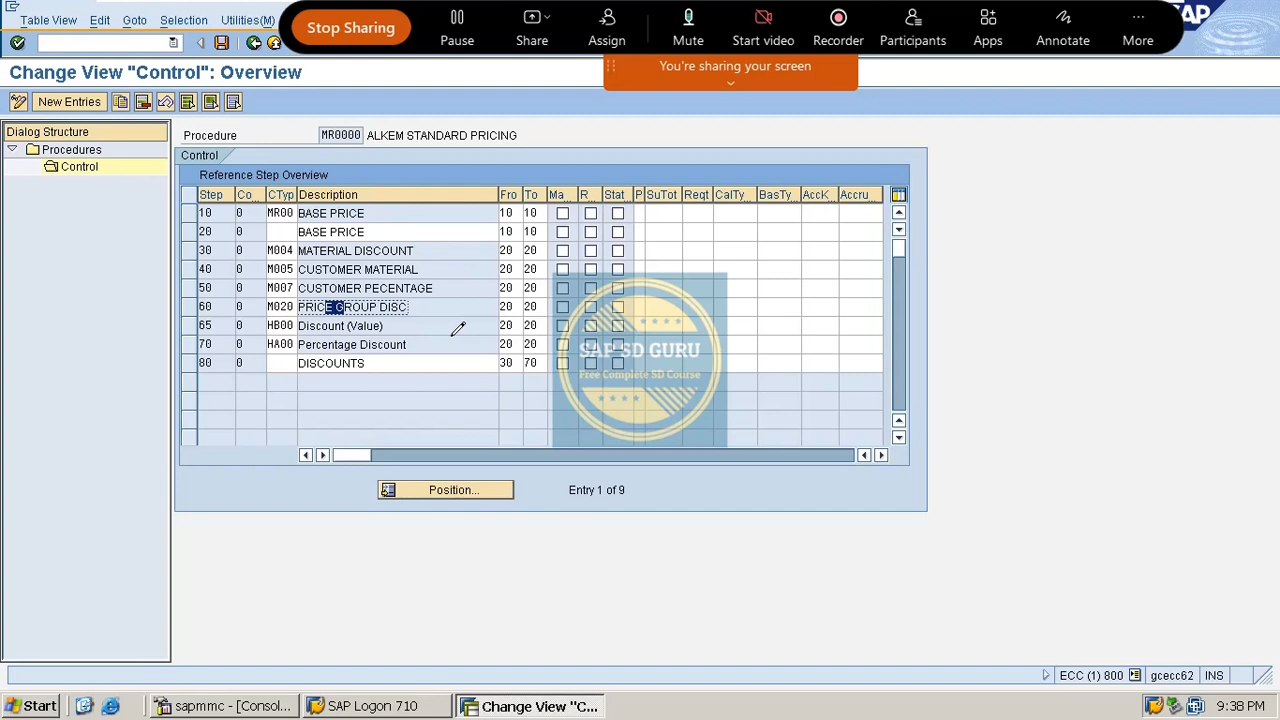 Table View Edit Goto Selection Utilities(M)
Stop Sharing
Pause Share Assign Mute Start video Recorder Participants Apps Annotate More
SAP
You're sharing your screen
Change View "Control": Overview
New Entries
Dialog Structure
Procedures
Control
Procedure MR0000 ALKEM STANDARD PRICING
Control
Reference Step Overview
Step Co... CTyp Description Fro To Ma... R... Stat P SuTot Reqt CalTy... BasTy... AccK... Accru...
10 0 MR00 BASE PRICE 10 10
20 0 BASE PRICE 10 10
30 0 M004 MATERIAL DISCOUNT 20 20
40 0 M005 CUSTOMER MATERIAL 20 20
50 0 M007 CUSTOMER PECENTAGE 20 20
60 0 M020 PRICE GROUP DISC 20 20
65 0 HB00 Discount (Value) 20 20
70 0 HA00 Percentage Discount 20 20
80 0 DISCOUNTS 30 70
SAP SD GURU
Free Complete SD Course
Position... Entry 1 of 9
ECC (1) 800 gcecc62 INS
Start sapmmc - [Consol... SAP Logon 710 Change View "C... 9:38 PM